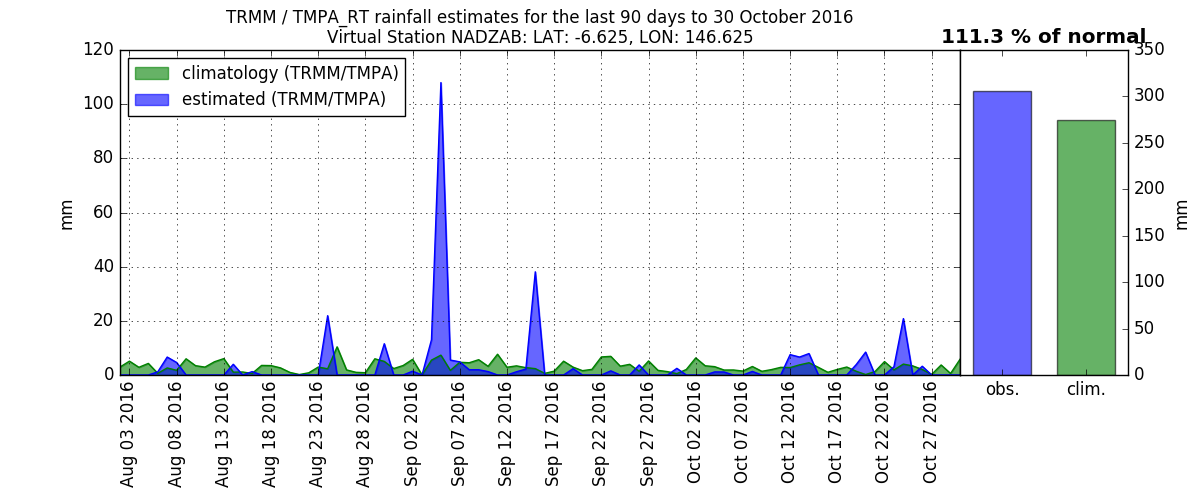 TRMM / TMPA_RT rainfall estimates for the last 90 days to 30 October 2016
Virtual Station NADZAB: LAT: -6.625, LON: 146.625
111.3 % of normal
climatology (TRMM/TMPA)
estimated (TRMM/TMPA)
120
100
80
60
40
20
0
mm
Aug 03 2016
Aug 08 2016
Aug 13 2016
Aug 18 2016
Aug 23 2016
Aug 28 2016
Sep 02 2016
Sep 07 2016
Sep 12 2016
Sep 17 2016
Sep 22 2016
Sep 27 2016
Oct 02 2016
Oct 07 2016
Oct 12 2016
Oct 17 2016
Oct 22 2016
Oct 27 2016
350
300
250
200
150
100
50
0
mm
obs.
clim.